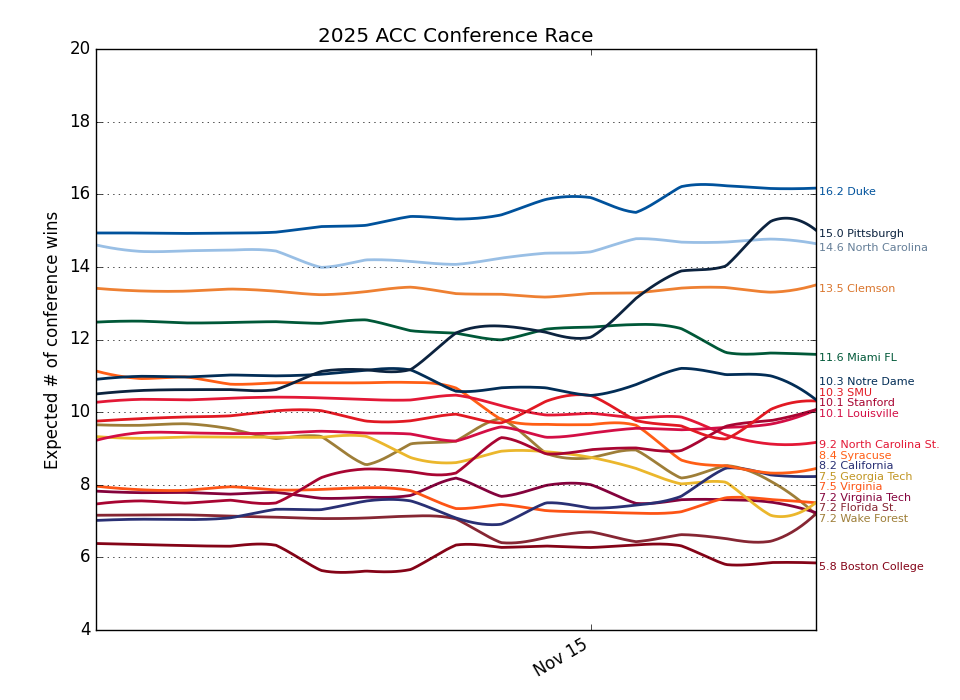 2025 ACC Conference Race
Expected # of conference wins
20
18
16
14
12
10
8
6
4
Nov 15
16.2 Duke
15.0 Pittsburgh
14.6 North Carolina
13.5 Clemson
11.6 Miami FL
10.3 Notre Dame
10.3 SMU
10.1 Stanford
10.1 Louisville
9.2 North Carolina St.
8.4 Syracuse
8.2 California
7.5 Georgia Tech
7.5 Virginia
7.2 Virginia Tech
7.2 Florida St.
7.2 Wake Forest
5.8 Boston College